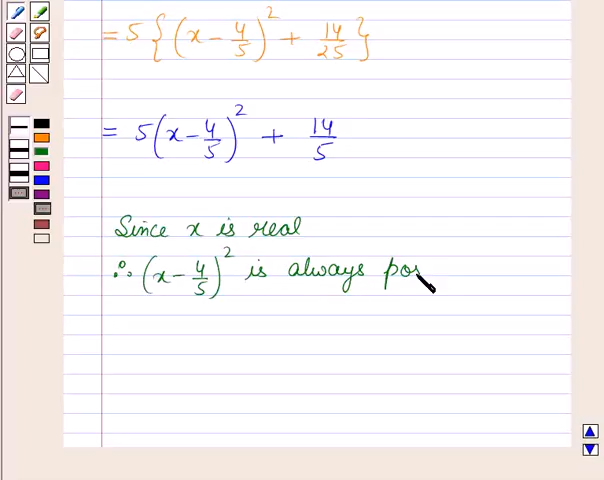 = 5 { (x - 4/5)^2 + 14/25 }
= 5 (x - 4/5)^2 + 14/5
Since x is real
∴ (x - 4/5)^2 is always pos